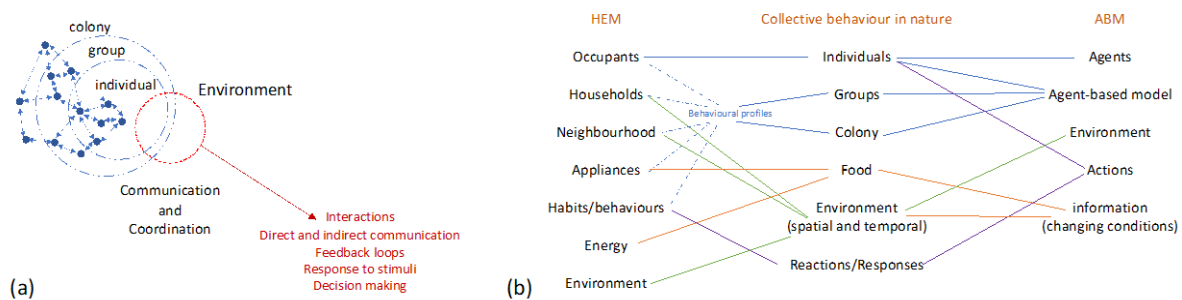 colony
group
individual
Environment
Communication
and
Coordination
Interactions
Direct and indirect communication
Feedback loops
Response to stimuli
Decision making
(a)
HEM
Collective behaviour in nature
ABM
Occupants
Individuals
Agents
Households
Groups
Agent-based model
Behavioural profiles
Neighbourhood
Colony
Environment
Appliances
Food
Actions
Habits/behaviours
Environment
(spatial and temporal)
information
(changing conditions)
Energy
Reactions/Responses
Environment
(b)